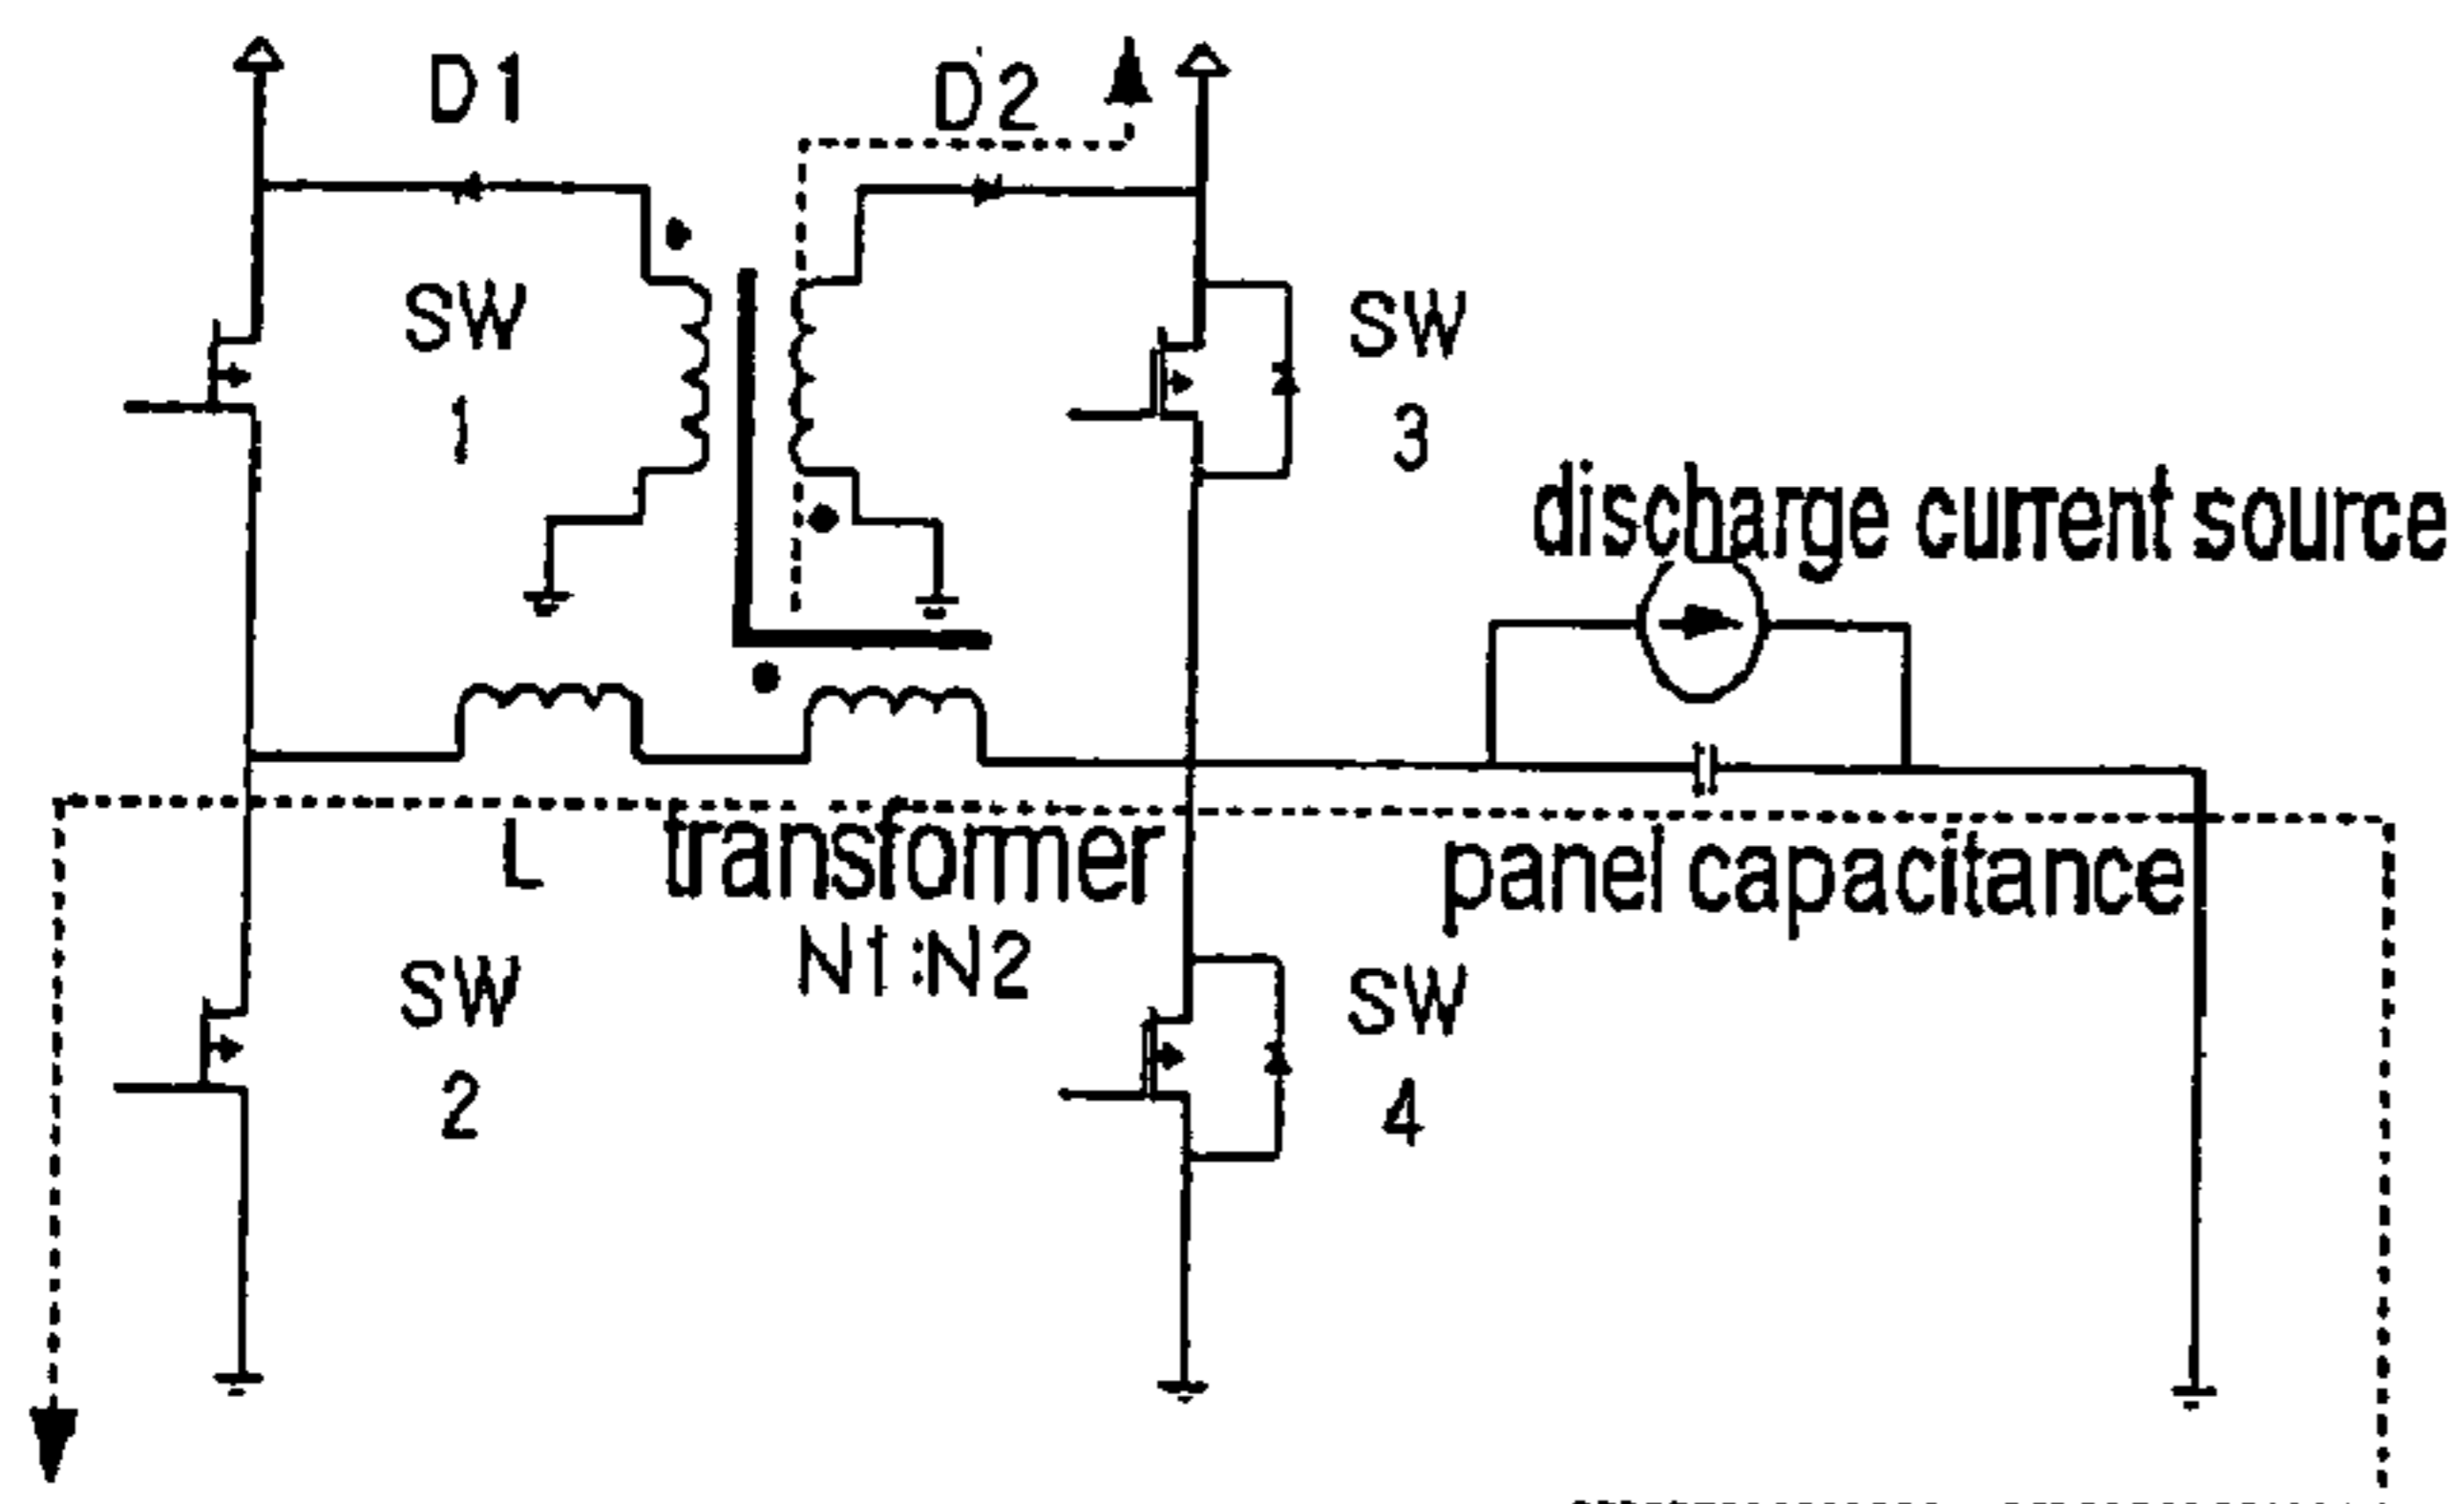 D1
D2
SW
1
SW
3
discharge current source
L
transformer
N1:N2
panel capacitance
SW
2
SW
4